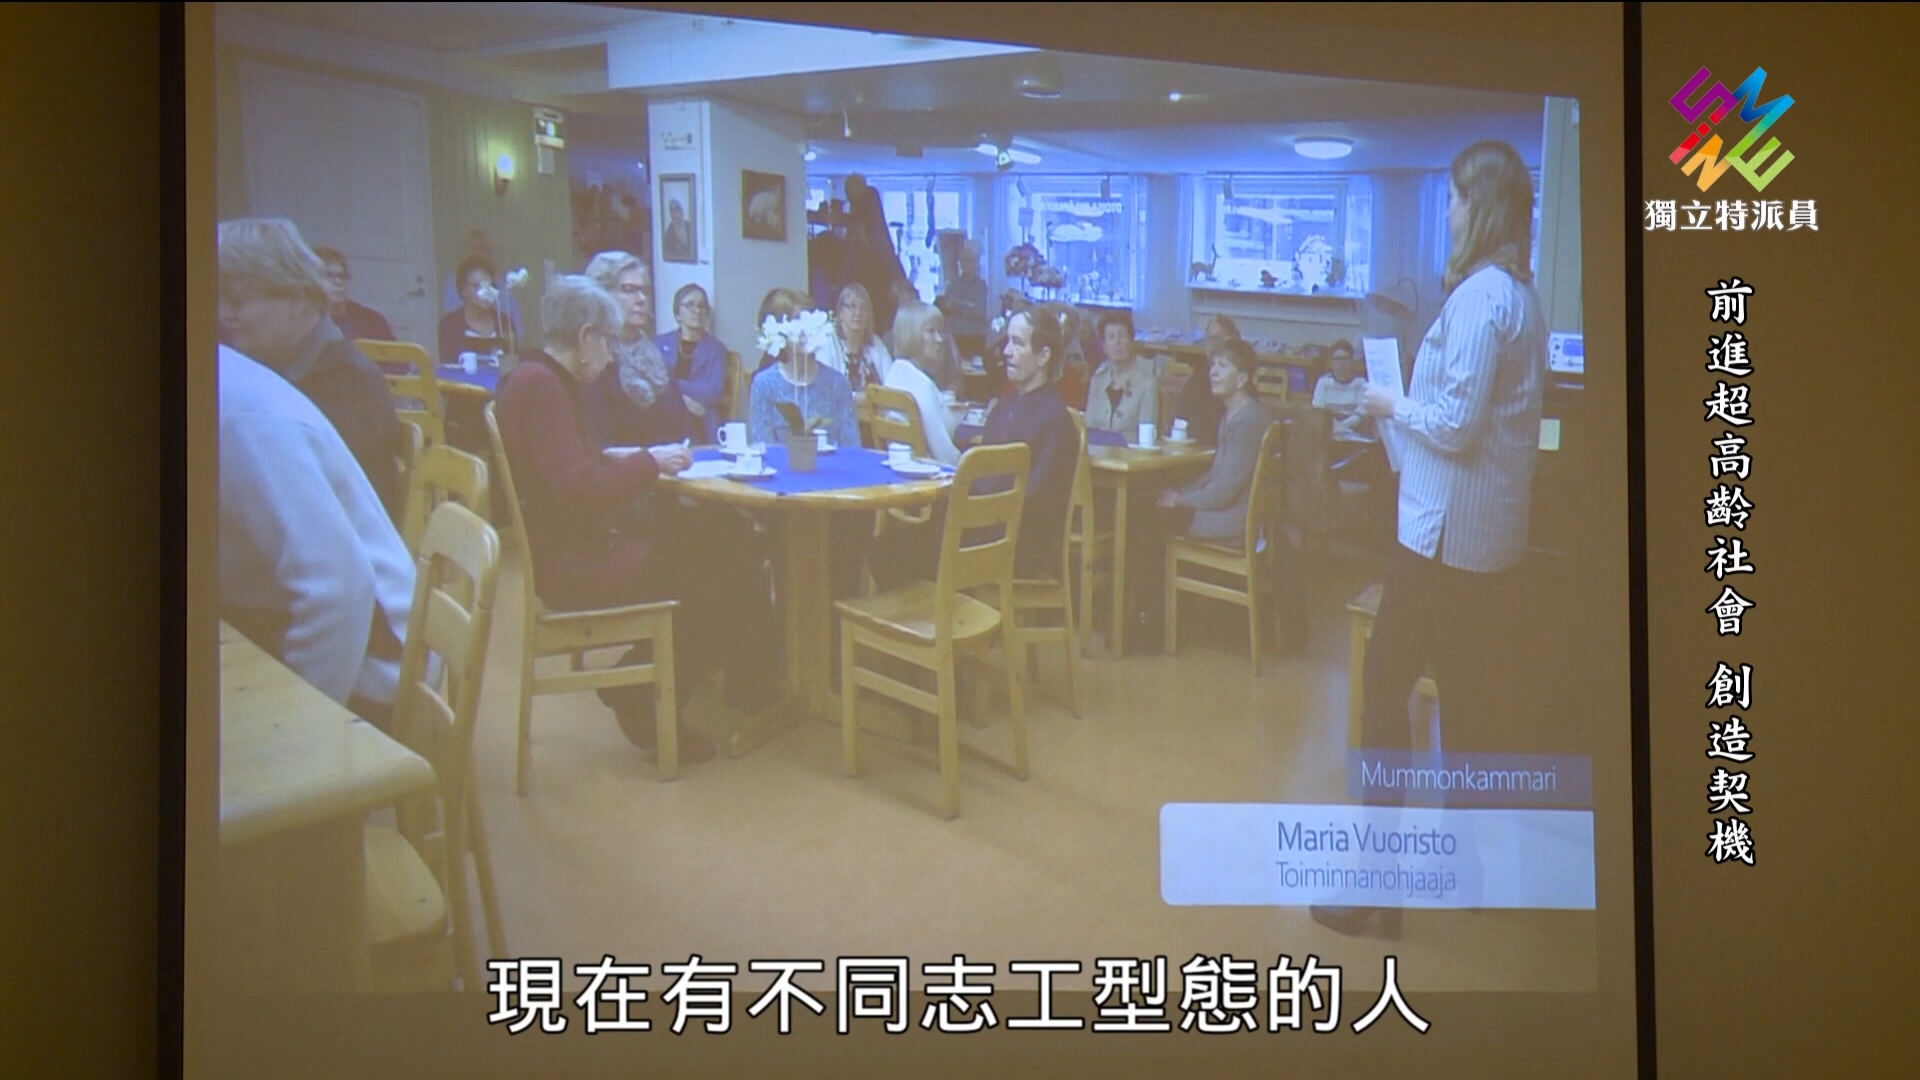 SMINE
獨立特派員
前進超高齡社會 創造契機
Mummonkammari
Maria Vuoristo
Toiminnanohjaaja
現在有不同志工型態的人